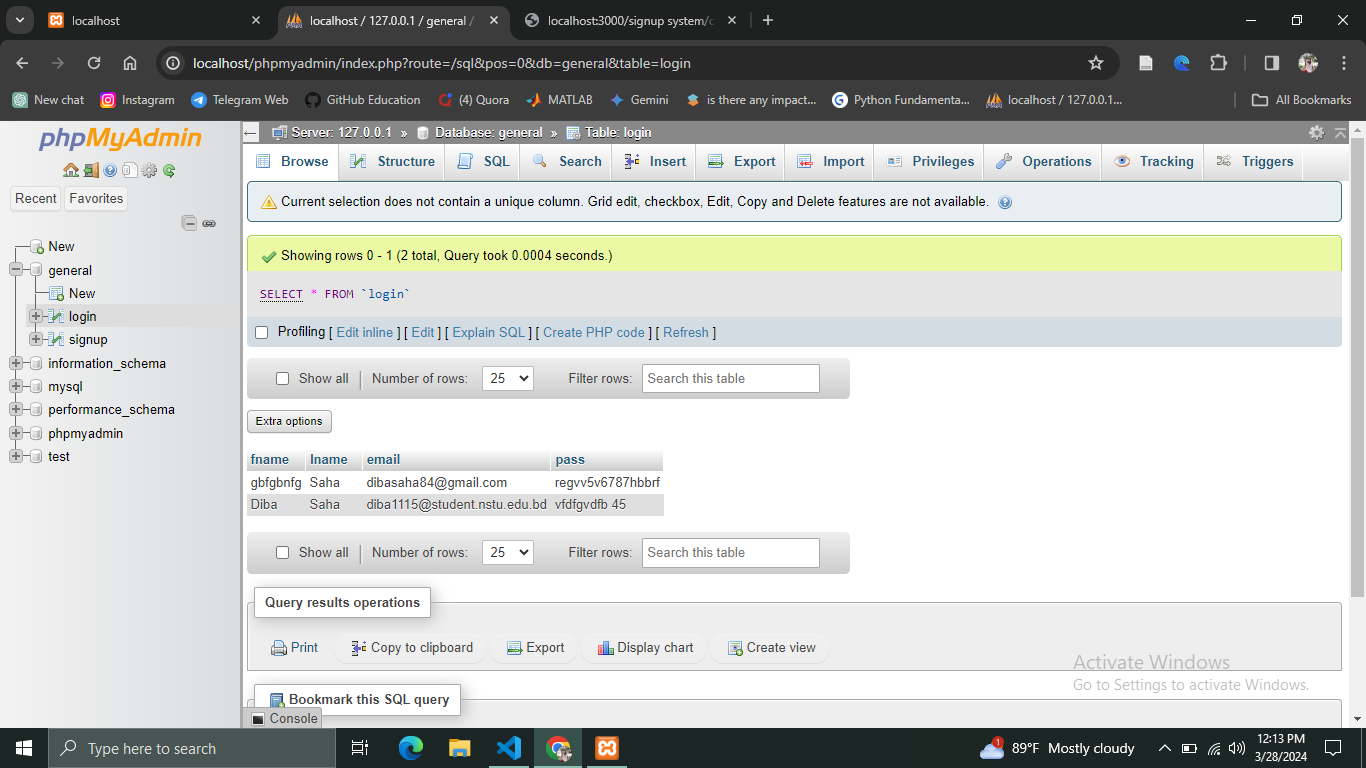 localhost
localhost / 127.0.0.1 / general /
localhost:3000/signup system/c
localhost/phpmyadmin/index.php?route=/sql&pos=0&db=general&table=login
New chat Instagram Telegram Web GitHub Education (4) Quora MATLAB Gemini is there any impact... Python Fundamenta... localhost / 127.0.0.1... All Bookmarks
phpMyAdmin
Recent Favorites
New
general
New
login
signup
information_schema
mysql
performance_schema
phpmyadmin
test
Server: 127.0.0.1 » Database: general » Table: login
Browse Structure SQL Search Insert Export Import Privileges Operations Tracking Triggers
Current selection does not contain a unique column. Grid edit, checkbox, Edit, Copy and Delete features are not available.
Showing rows 0 - 1 (2 total, Query took 0.0004 seconds.)
SELECT * FROM `login`
Profiling [ Edit inline ] [ Edit ] [ Explain SQL ] [ Create PHP code ] [ Refresh ]
Show all Number of rows: 25 Filter rows: Search this table
Extra options
fname lname email pass
gbfgbnfg Saha dibasaha84@gmail.com regvv5v6787hbbrf
Diba Saha diba1115@student.nstu.edu.bd vfdfgvdfb 45
Show all Number of rows: 25 Filter rows: Search this table
Query results operations
Print Copy to clipboard Export Display chart Create view
Bookmark this SQL query
Console
Activate Windows
Go to Settings to activate Windows.
Type here to search
1
89°F Mostly cloudy
12:13 PM
3/28/2024